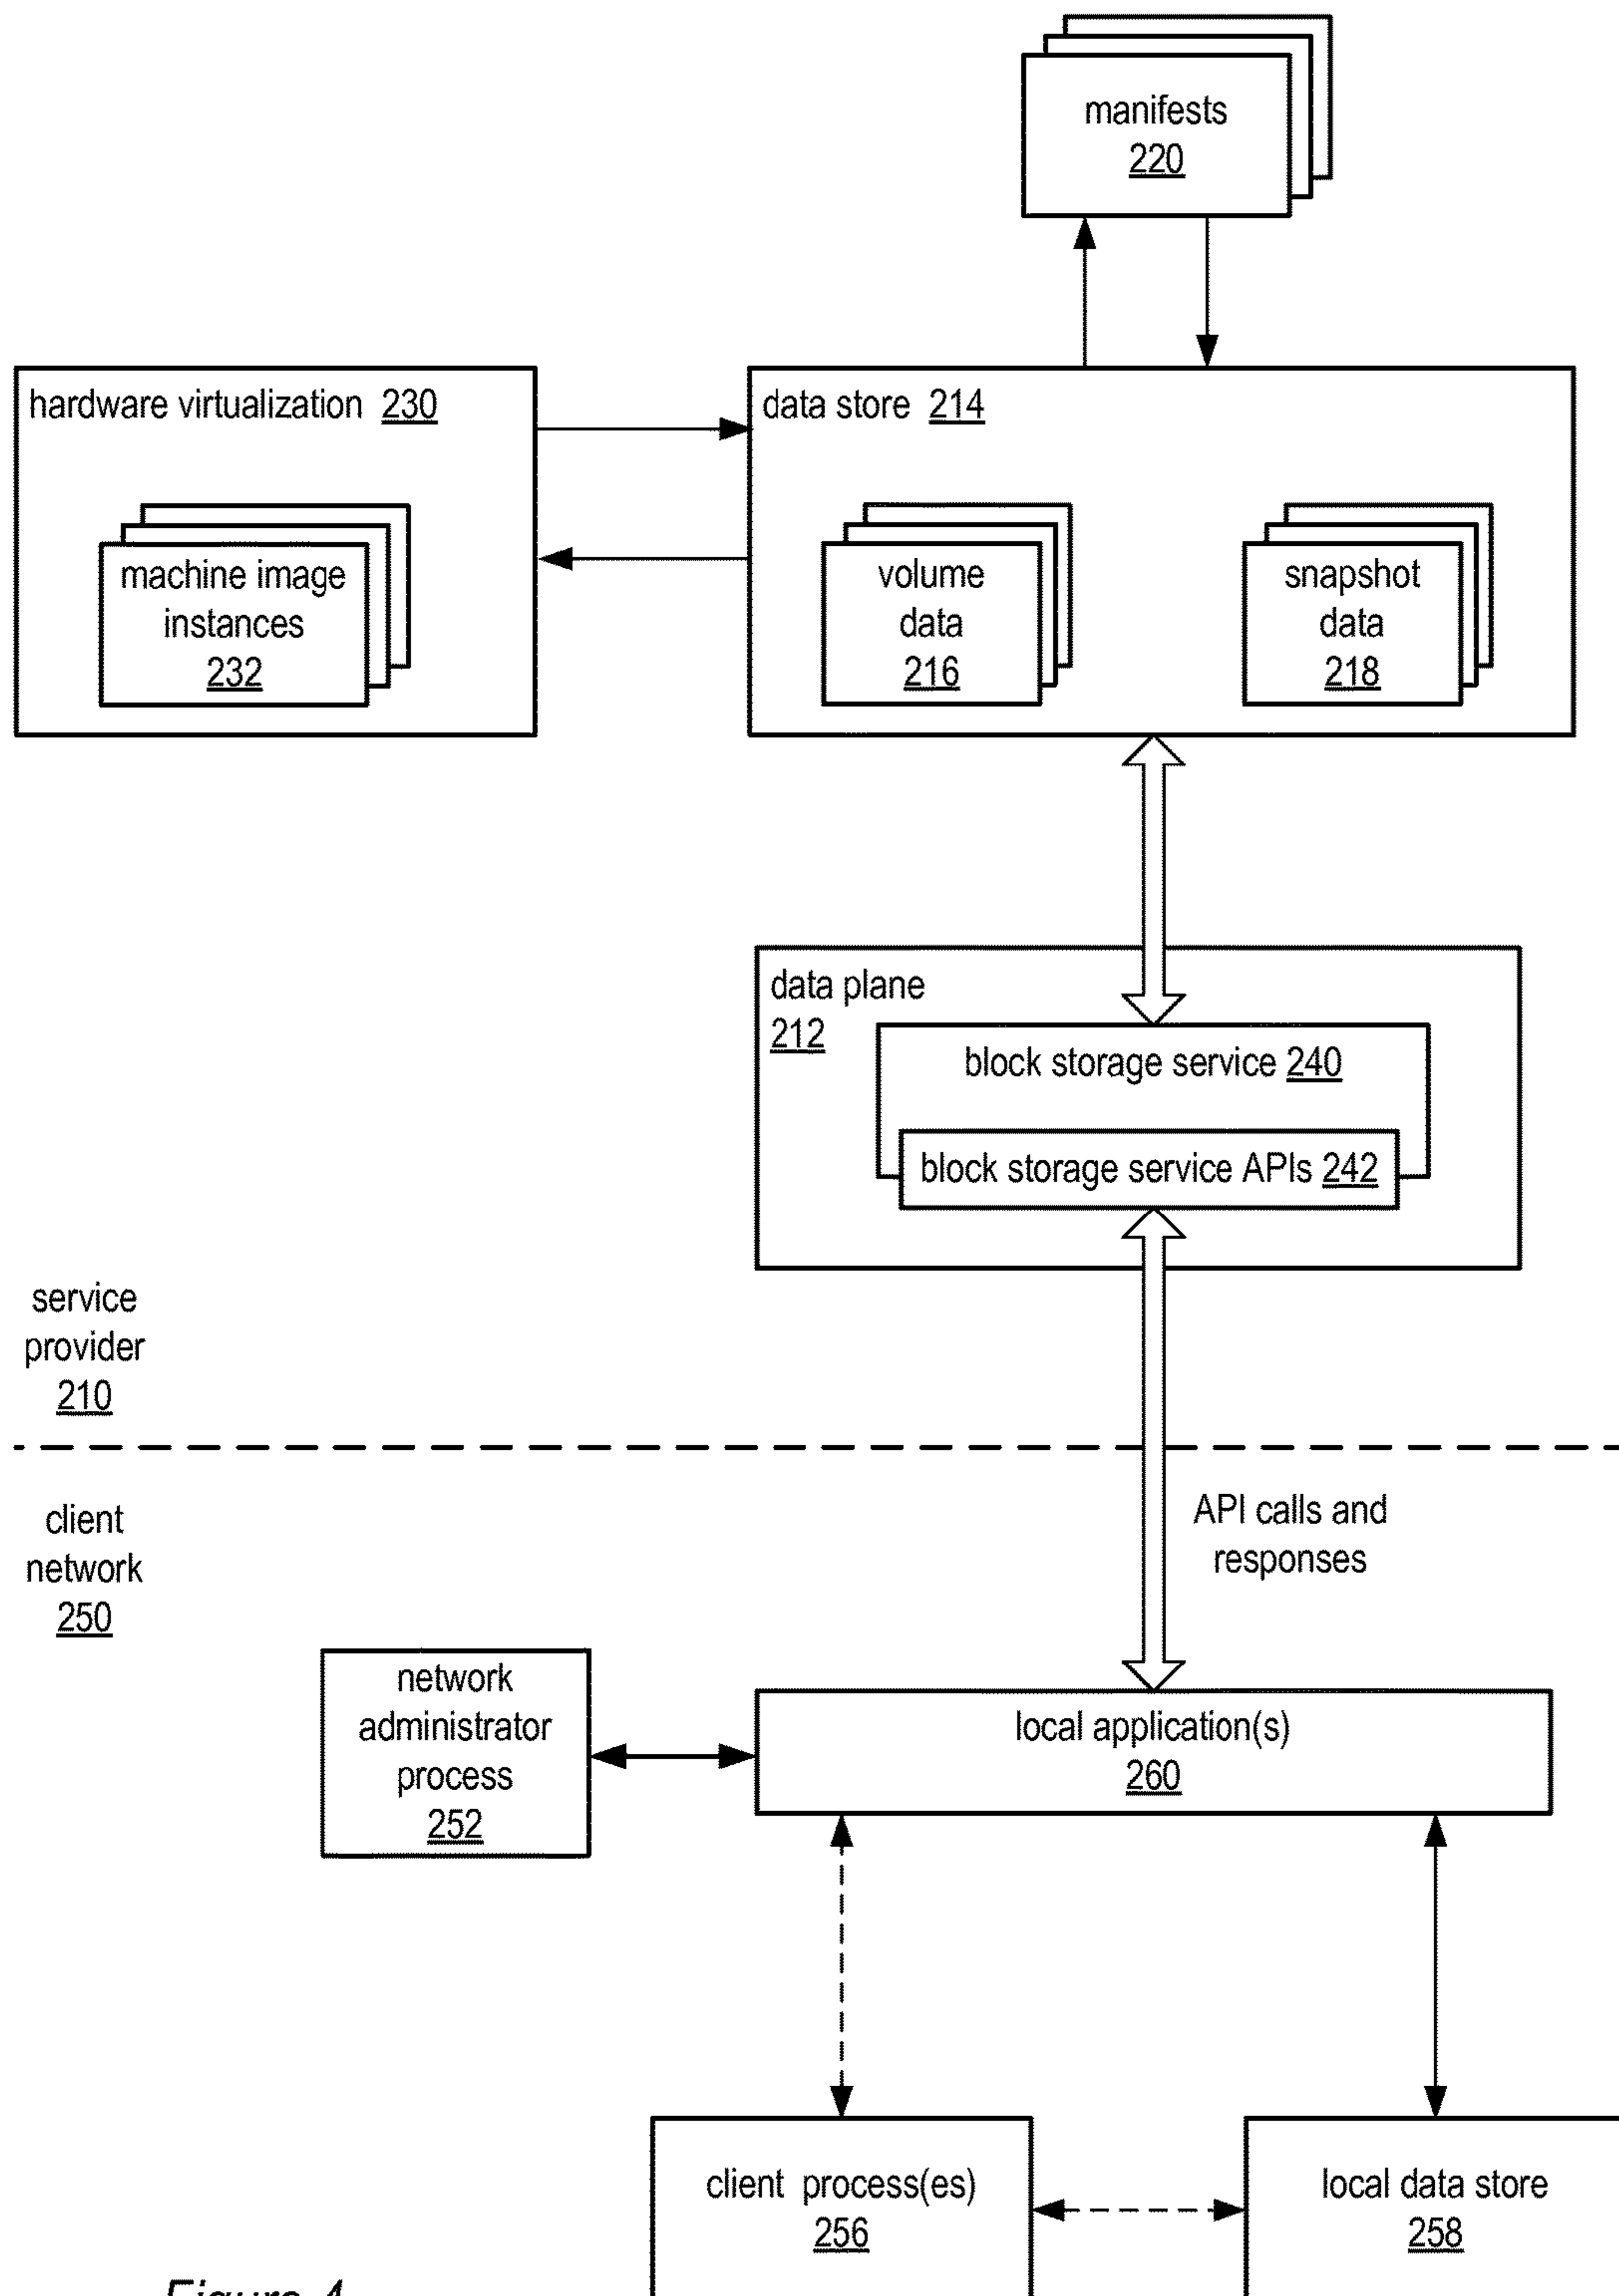 manifests
220
hardware virtualization 230
data store 214
machine image
instances
232
volume
data
216
snapshot
data
218
data plane
212
block storage service 240
block storage service APIs 242
service
provider
210
client
network
250
API calls and
responses
network
administrator
process
252
local application(s)
260
client process(es)
256
local data store
258
Figure 4